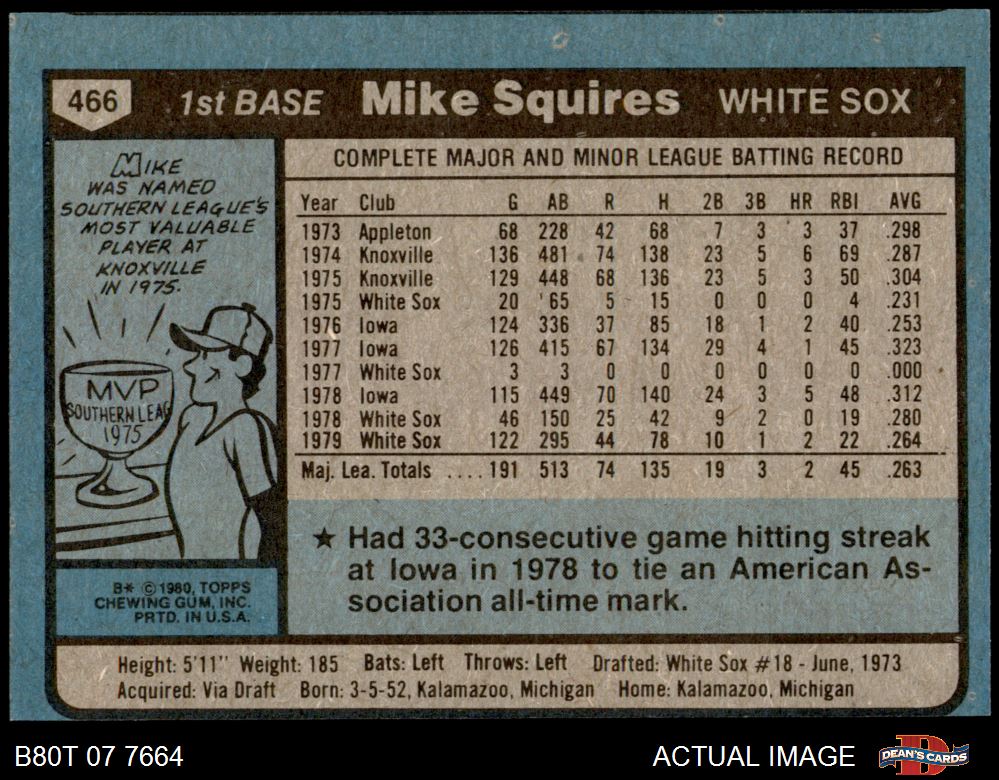 466 1st BASE Mike Squires WHITE SOX
MIKE
WAS NAMED
SOUTHERN LEAGUE'S
MOST VALUABLE
PLAYER AT
KNOXVILLE
IN 1975.
MVP
SOUTHERN LEAG
1975
B* © 1980, TOPPS
CHEWING GUM, INC.
PRTD. IN U.S.A.
COMPLETE MAJOR AND MINOR LEAGUE BATTING RECORD
Year Club G AB R H 2B 3B HR RBI AVG
1973 Appleton 68 228 42 68 7 3 3 37 .298
1974 Knoxville 136 481 74 138 23 5 6 69 .287
1975 Knoxville 129 448 68 136 23 5 3 50 .304
1975 White Sox 20 65 5 15 0 0 0 4 .231
1976 Iowa 124 336 37 85 18 1 2 40 .253
1977 Iowa 126 415 67 134 29 4 1 45 .323
1977 White Sox 3 3 0 0 0 0 0 0 .000
1978 Iowa 115 449 70 140 24 3 5 48 .312
1978 White Sox 46 150 25 42 9 2 0 19 .280
1979 White Sox 122 295 44 78 10 1 2 22 .264
Maj. Lea. Totals .... 191 513 74 135 19 3 2 45 .263
★ Had 33-consecutive game hitting streak
at Iowa in 1978 to tie an American As-
sociation all-time mark.
Height: 5'11" Weight: 185 Bats: Left Throws: Left Drafted: White Sox #18 - June, 1973
Acquired: Via Draft Born: 3-5-52, Kalamazoo, Michigan Home: Kalamazoo, Michigan
B80T 07 7664 ACTUAL IMAGE D DEAN'S CARDS